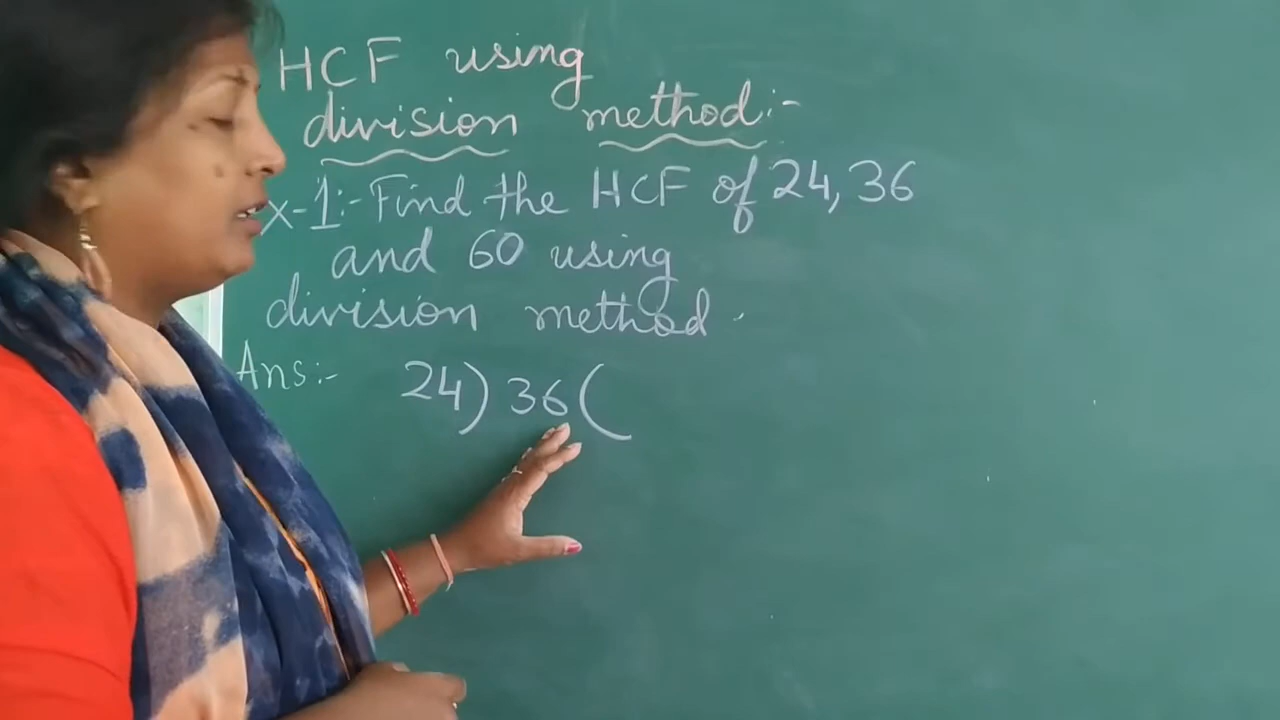 HCF using
division method:-
x-1:- Find the HCF of 24, 36
and 60 using
division method.
Ans:- 24) 36 (